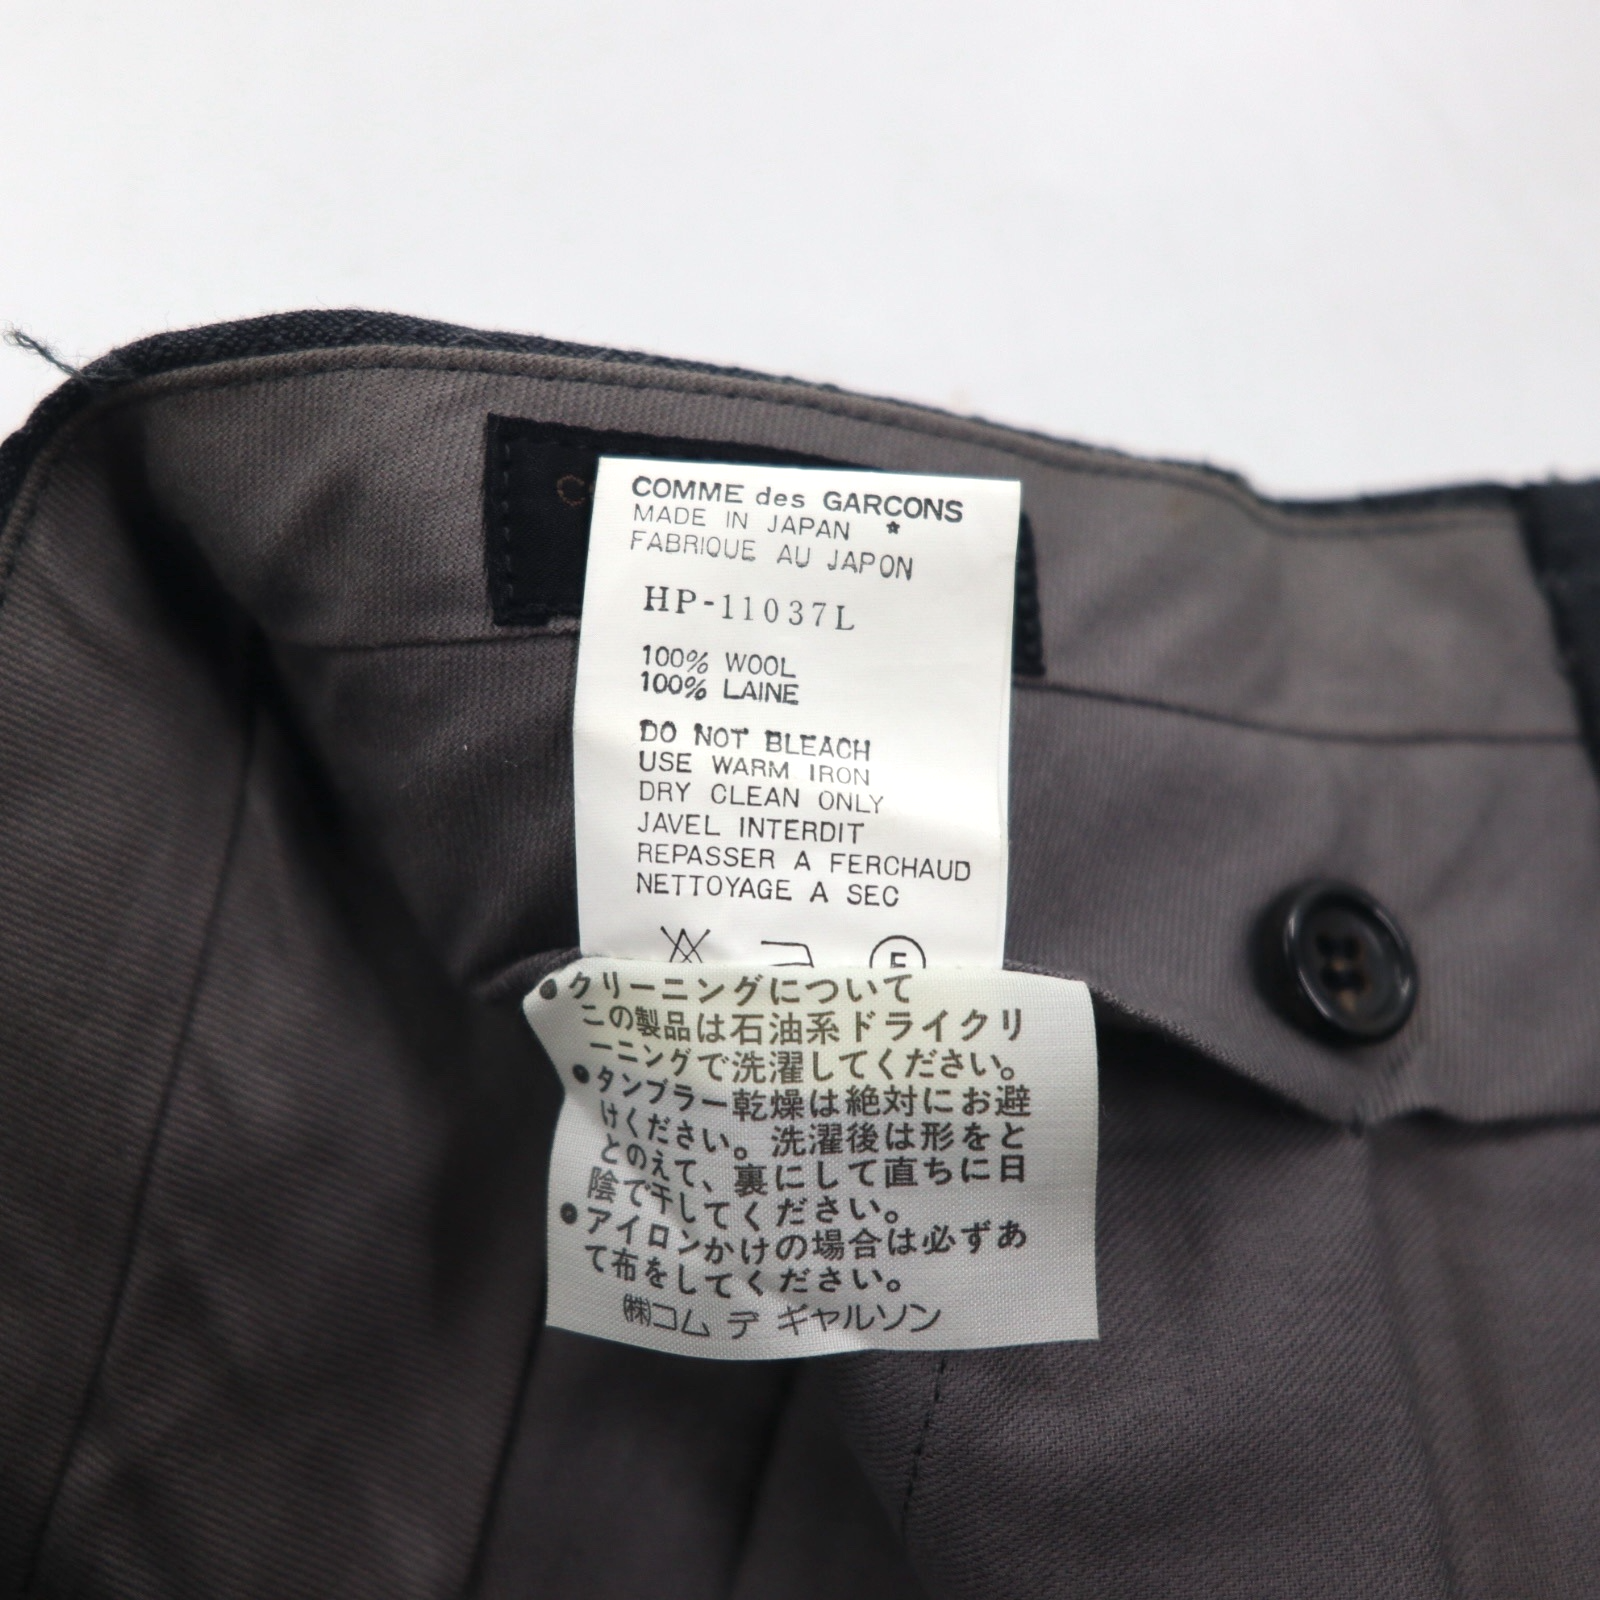 COMME des GARCONS
MADE IN JAPAN *
FABRIQUE AU JAPON
HP-11037L
100% WOOL
100% LAINE
DO NOT BLEACH
USE WARM IRON
DRY CLEAN ONLY
JAVEL INTERDIT
REPASSER A FERCHAUD
NETTOYAGE A SEC
F
●クリーニングについて
この製品は石油系ドライクリ
ーニングで洗濯してください。
●タンブラー乾燥は絶対にお避
けください。洗濯後は形をと
とのえて、裏にして直ちに日
陰で干してください。
●アイロンかけの場合は必ずあ
て布をしてください。
㈱コム デ ギャルソン